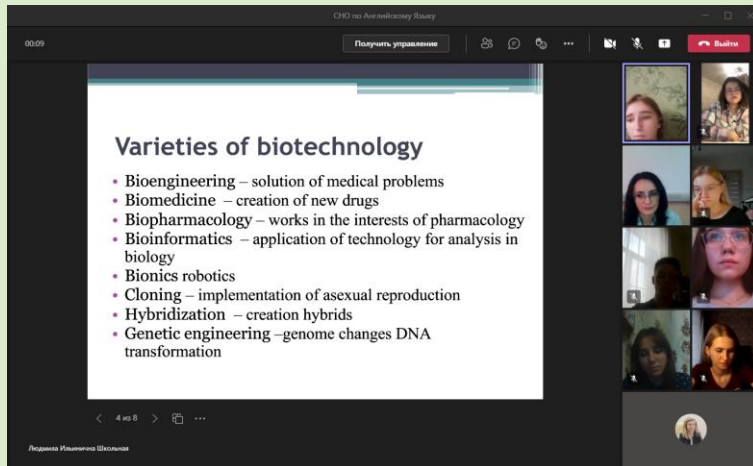 СНО по Английскому Языку
00:09
Получить управление
Выйти
Varieties of biotechnology
• Bioengineering – solution of medical problems
• Biomedicine – creation of new drugs
• Biopharmacology – works in the interests of pharmacology
• Bioinformatics – application of technology for analysis in
biology
• Bionics robotics
• Cloning – implementation of asexual reproduction
• Hybridization – creation hybrids
• Genetic engineering –genome changes DNA
transformation
4 из 8
Людмила Ильинична Школьная